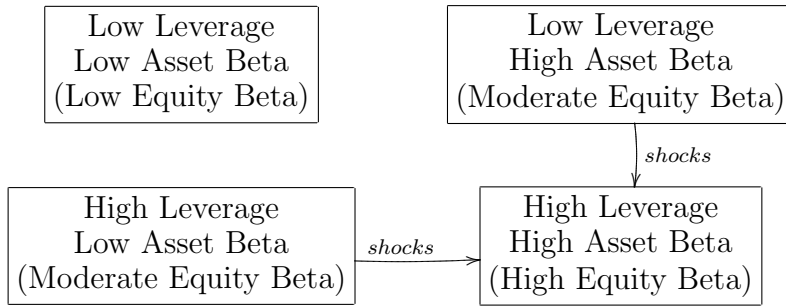 Low Leverage
Low Asset Beta
(Low Equity Beta)
Low Leverage
High Asset Beta
(Moderate Equity Beta)
shocks
High Leverage
Low Asset Beta
(Moderate Equity Beta)
shocks
High Leverage
High Asset Beta
(High Equity Beta)